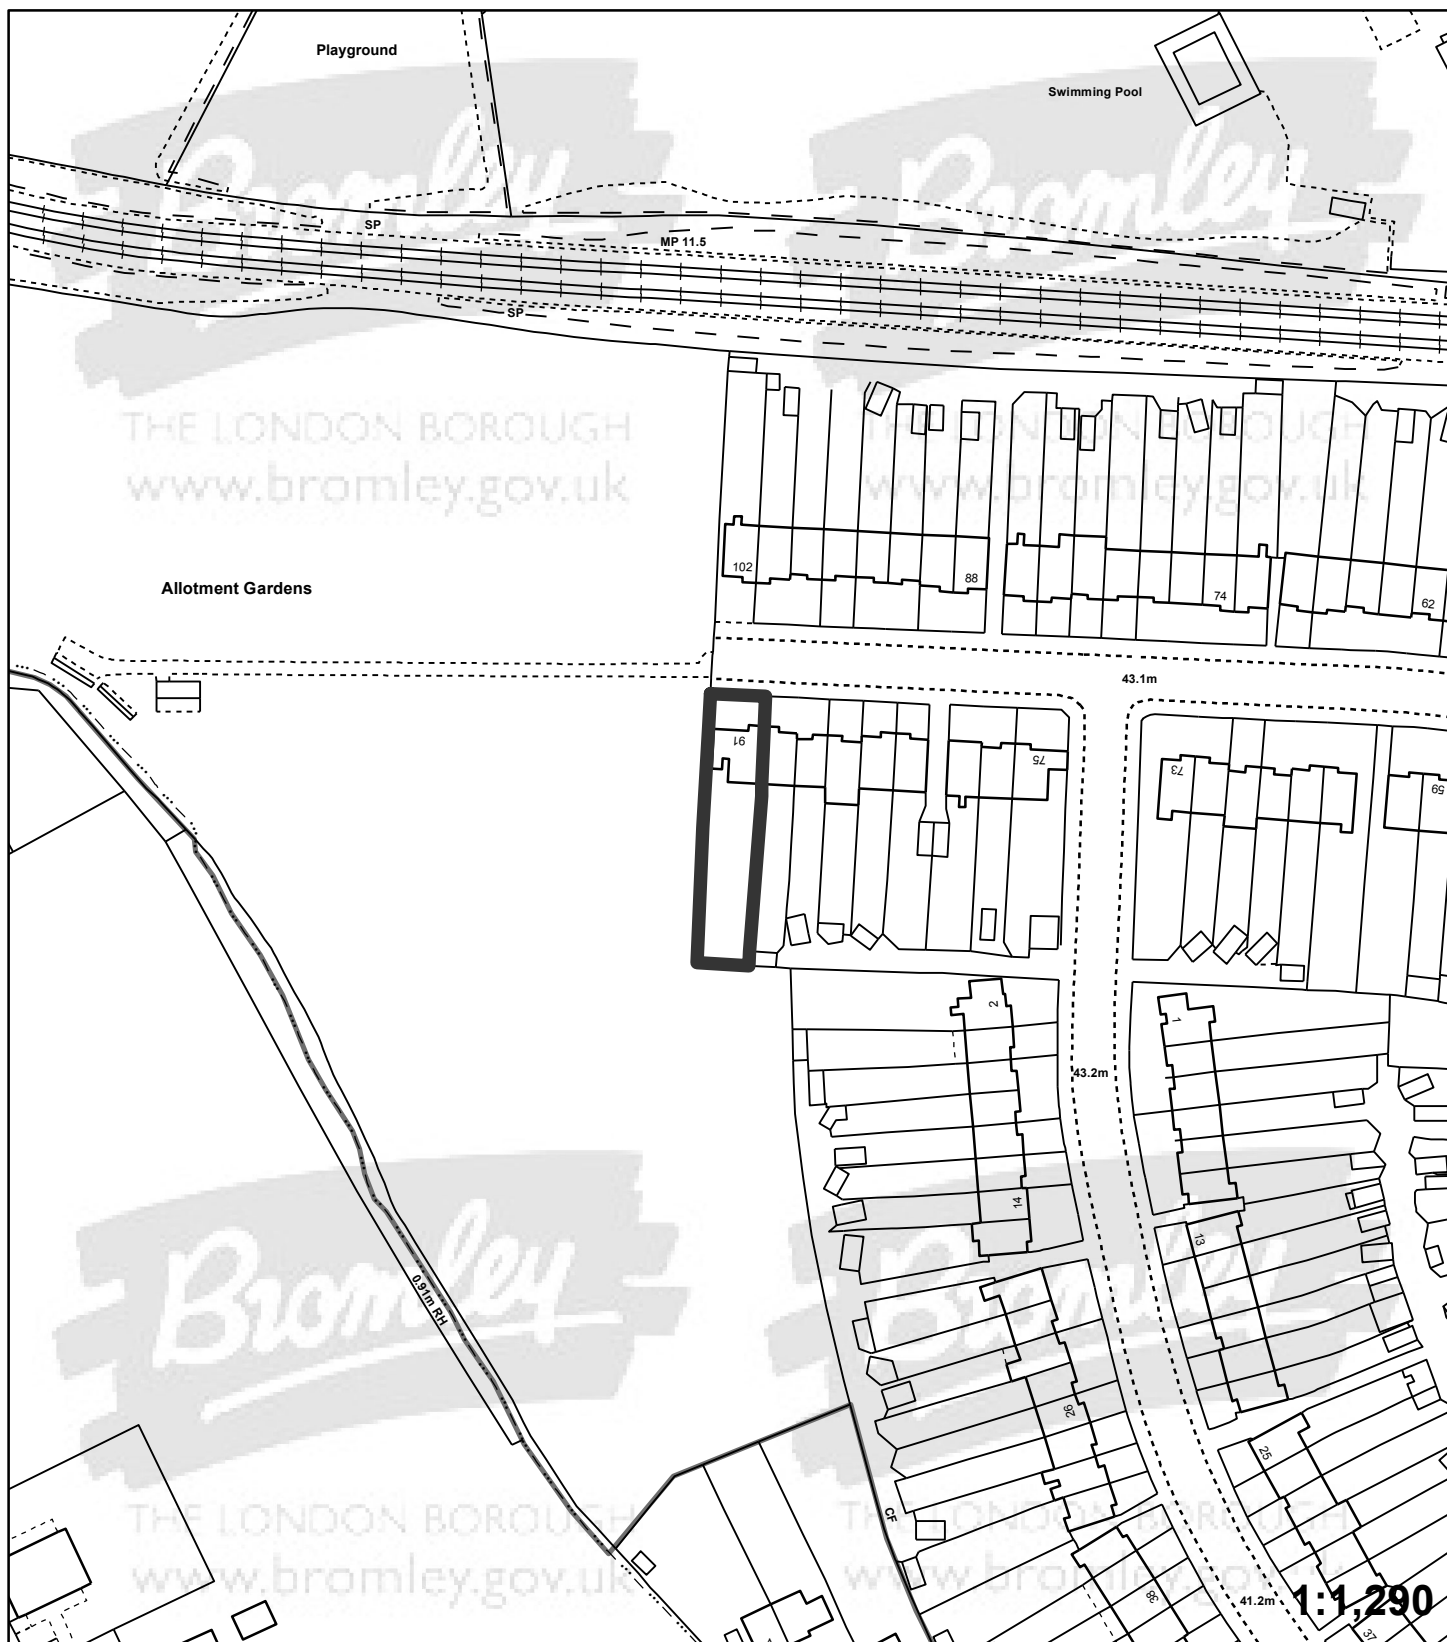 Playground
Swimming Pool
Bromley
Bromley
SP
MP 11.5
SP
THE LONDON BOROUGH
www.bromley.gov.uk
THE LONDON BOROUGH
www.bromley.gov.uk
102
88
74
62
Allotment Gardens
43.1m
91
75
73
59
2
1
43.2m
14
13
Bromley
Bromley
0.91m RH
26
25
CF
THE LONDON BOROUGH
www.bromley.gov.uk
THE LONDON BOROUGH
www.bromley.gov.uk
38
41.2m
1:1,290
37